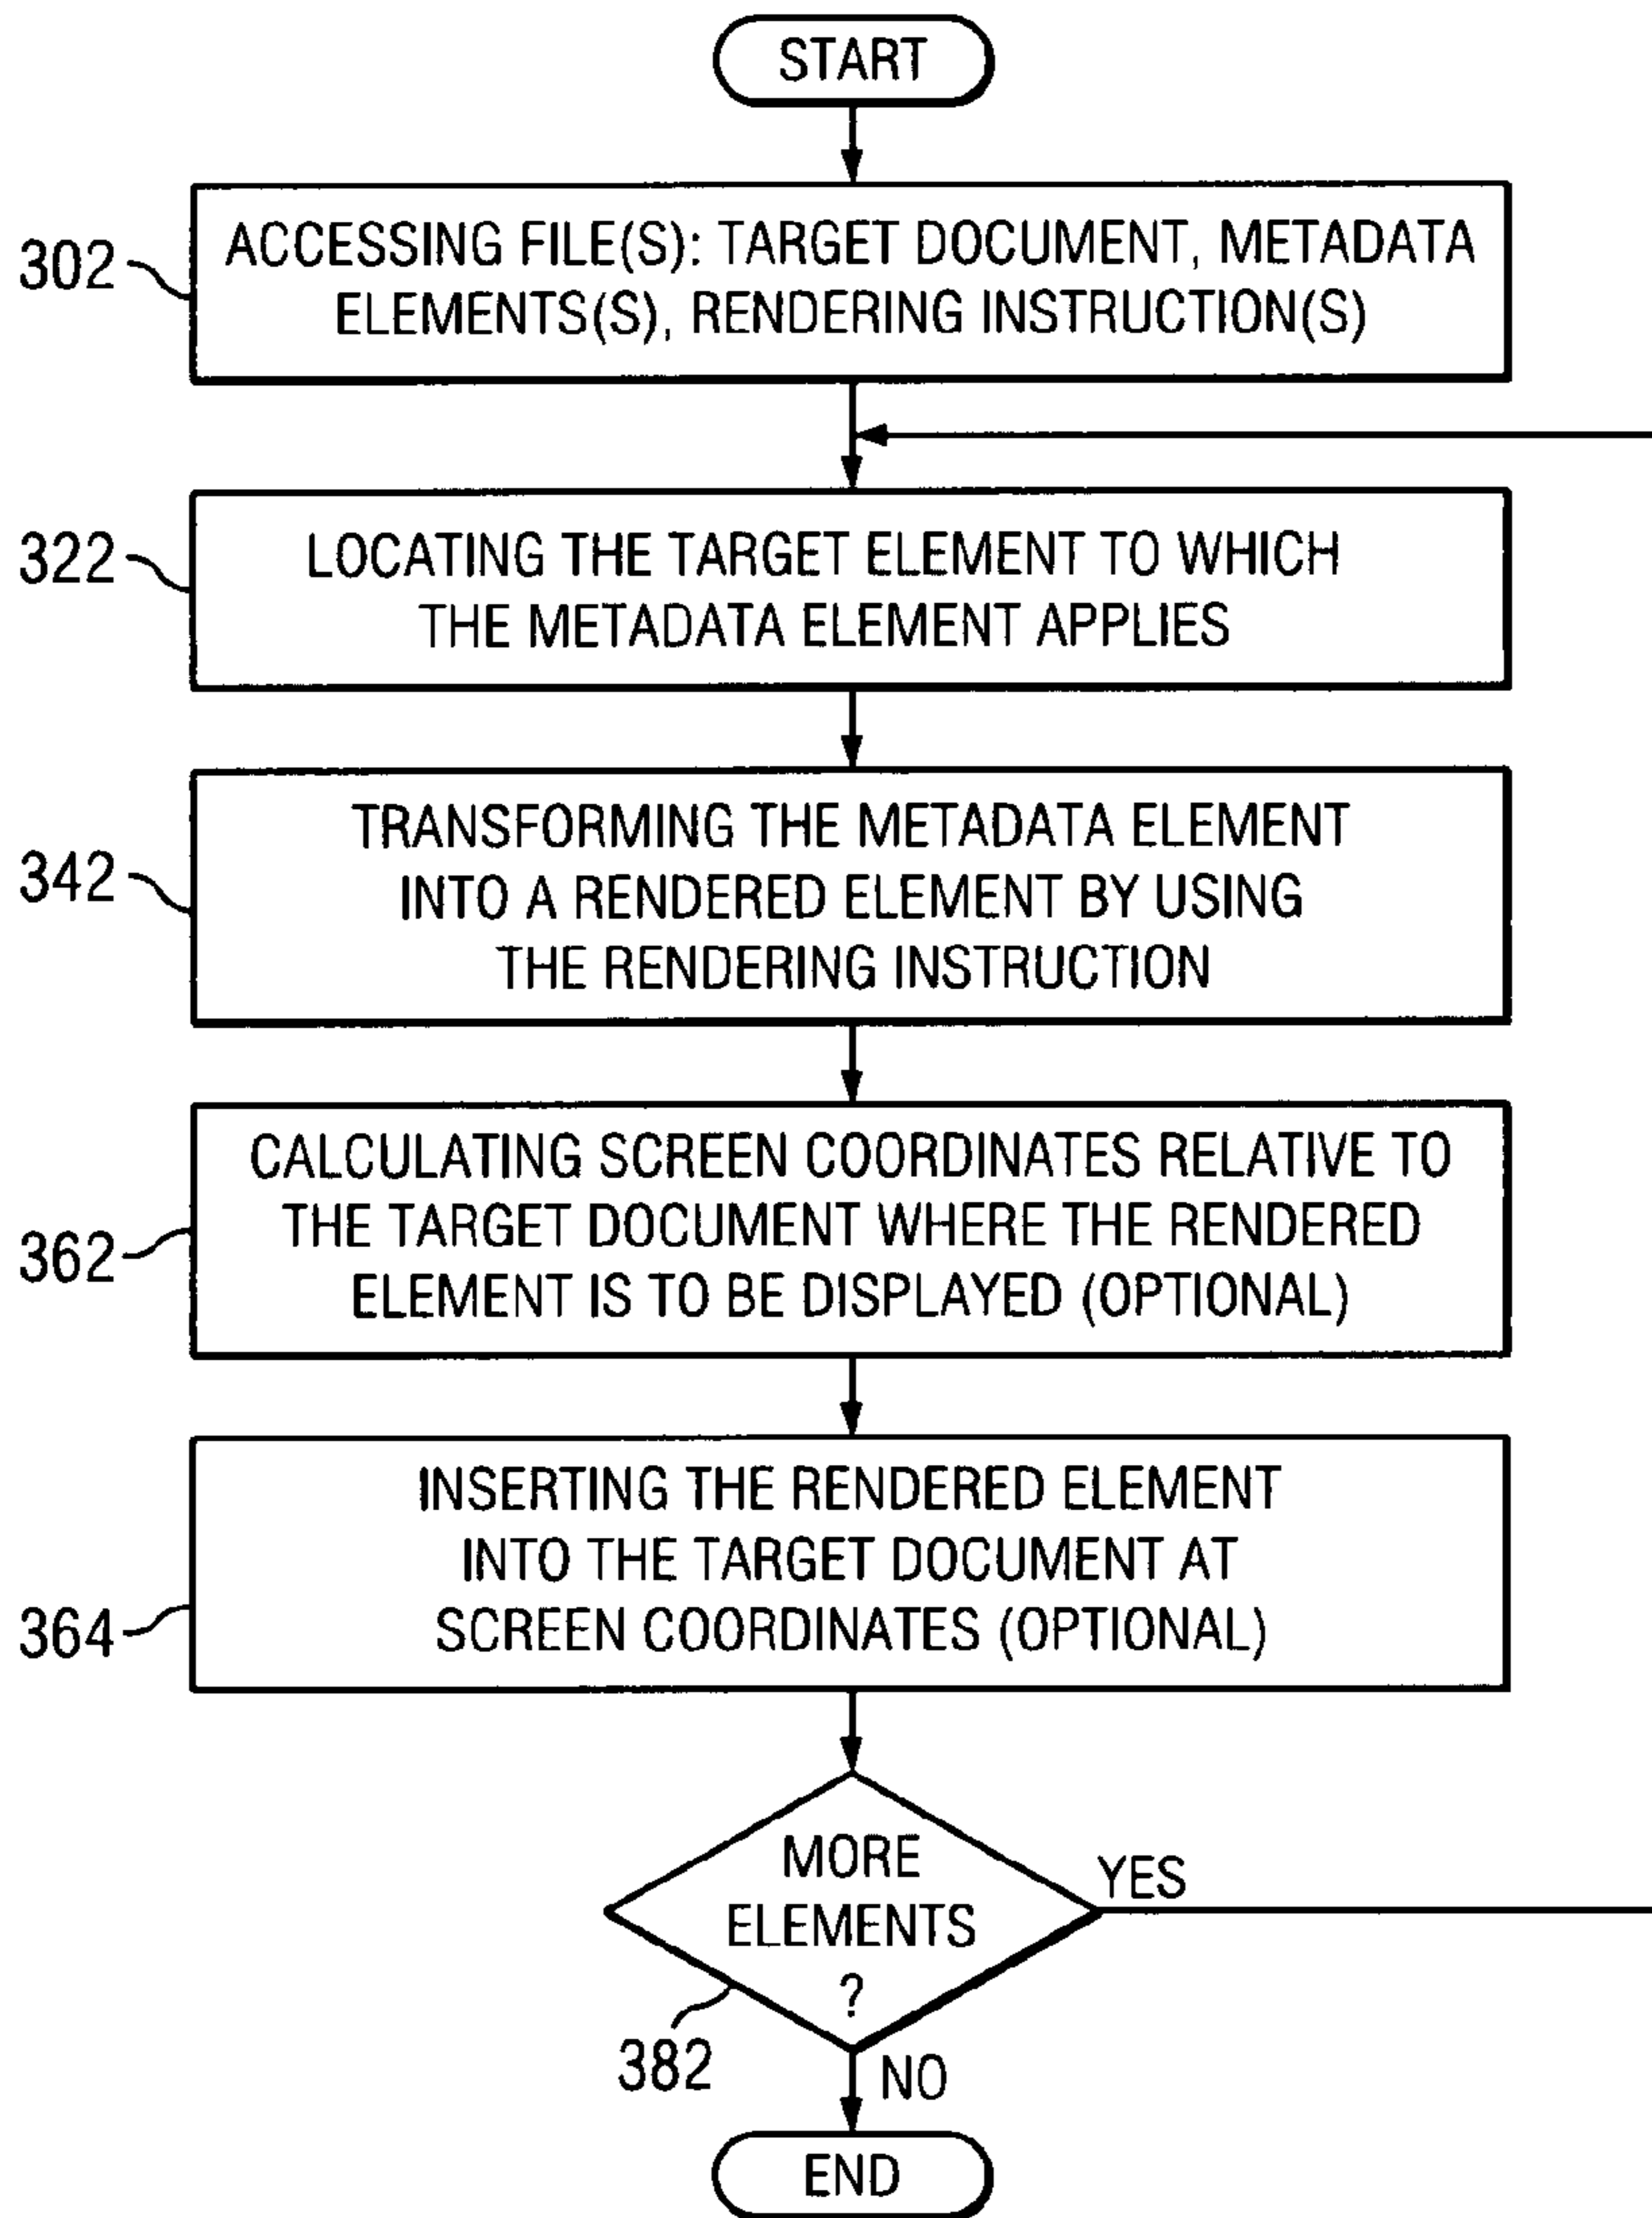 START
302
ACCESSING FILE(S): TARGET DOCUMENT, METADATA
ELEMENTS(S), RENDERING INSTRUCTION(S)
322
LOCATING THE TARGET ELEMENT TO WHICH
THE METADATA ELEMENT APPLIES
342
TRANSFORMING THE METADATA ELEMENT
INTO A RENDERED ELEMENT BY USING
THE RENDERING INSTRUCTION
362
CALCULATING SCREEN COORDINATES RELATIVE TO
THE TARGET DOCUMENT WHERE THE RENDERED
ELEMENT IS TO BE DISPLAYED (OPTIONAL)
364
INSERTING THE RENDERED ELEMENT
INTO THE TARGET DOCUMENT AT
SCREEN COORDINATES (OPTIONAL)
MORE
ELEMENTS
?
YES
382
NO
END